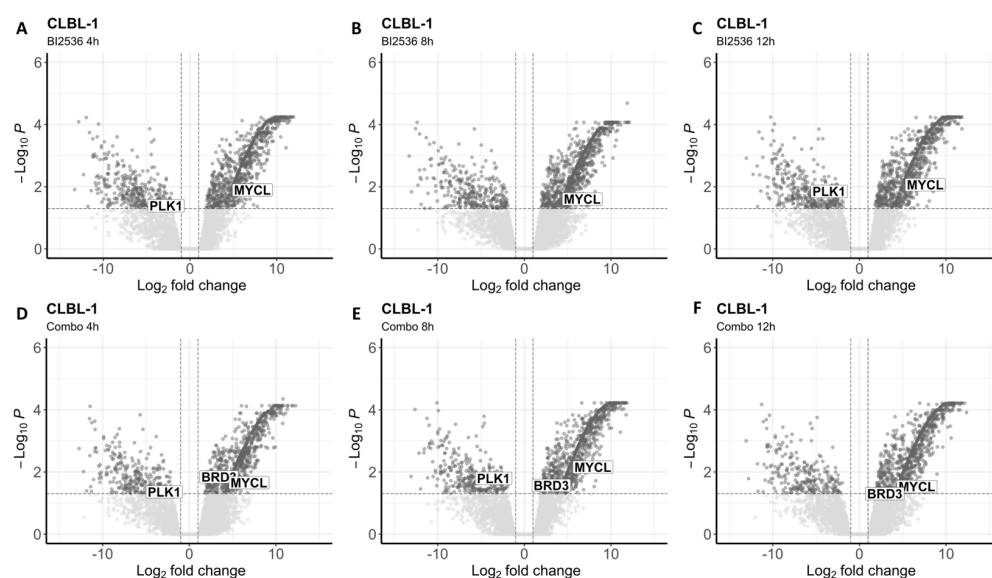 A CLBL-1
BI2536 4h
6
4
2
0
-10 0 10
PLK1
MYCL
− Log10 P
Log2 fold change
B CLBL-1
BI2536 8h
6
4
2
0
-10 0 10
MYCL
− Log10 P
Log2 fold change
C CLBL-1
BI2536 12h
6
4
2
0
-10 0 10
PLK1
MYCL
− Log10 P
Log2 fold change
D CLBL-1
Combo 4h
6
4
2
0
-10 0 10
PLK1
BRD3
MYCL
− Log10 P
Log2 fold change
E CLBL-1
Combo 8h
6
4
2
0
-10 0 10
PLK1
BRD3
MYCL
− Log10 P
Log2 fold change
F CLBL-1
Combo 12h
6
4
2
0
-10 0 10
BRD3
MYCL
− Log10 P
Log2 fold change